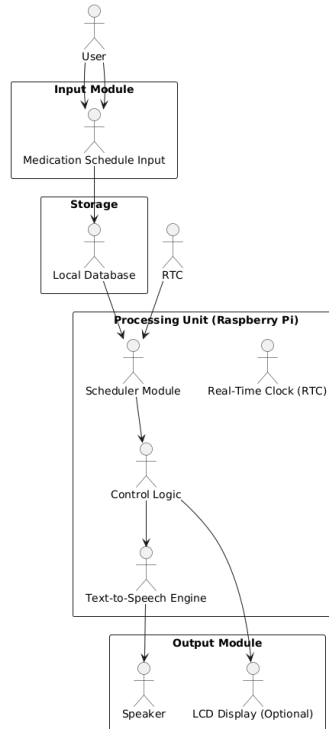 User
Input Module
Medication Schedule Input
Storage
Local Database
RTC
Processing Unit (Raspberry Pi)
Scheduler Module
Real-Time Clock (RTC)
Control Logic
Text-to-Speech Engine
Output Module
Speaker
LCD Display (Optional)